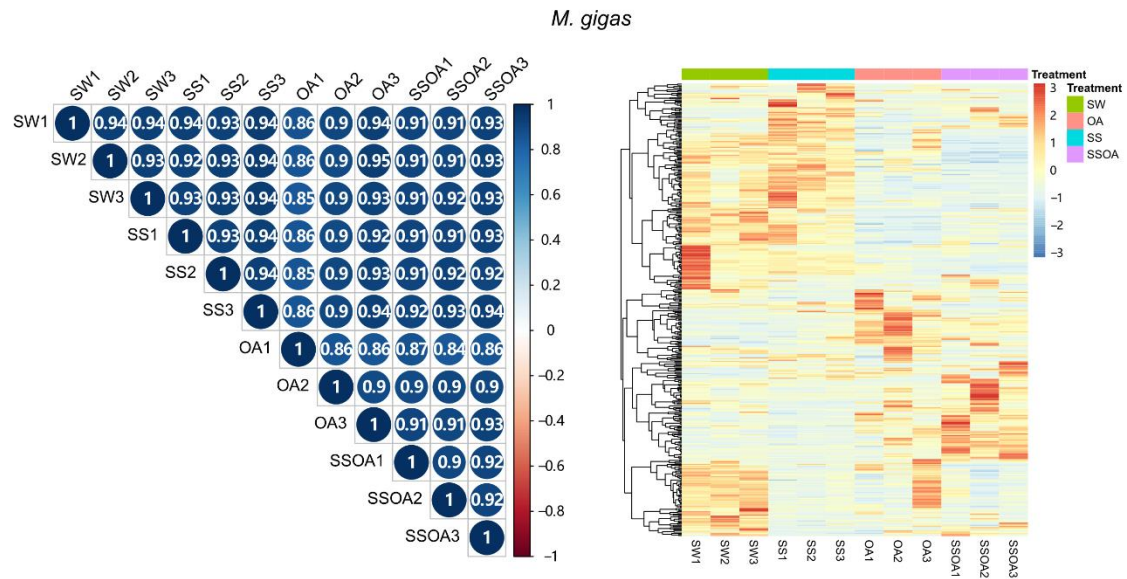 M. gigas
SW1 SW2 SW3 SS1 SS2 SS3 OA1 OA2 OA3 SSOA1 SSOA2 SSOA3
SW1 1 0.94 0.94 0.94 0.93 0.94 0.86 0.9 0.94 0.91 0.91 0.93
SW2 1 0.93 0.92 0.93 0.94 0.86 0.9 0.95 0.91 0.91 0.93
SW3 1 0.93 0.93 0.94 0.85 0.9 0.93 0.91 0.92 0.93
SS1 1 0.93 0.94 0.86 0.9 0.92 0.91 0.91 0.93
SS2 1 0.94 0.85 0.9 0.93 0.91 0.92 0.92
SS3 1 0.86 0.9 0.94 0.92 0.93 0.94
OA1 1 0.86 0.86 0.87 0.84 0.86
OA2 1 0.9 0.9 0.9 0.9
OA3 1 0.91 0.91 0.93
SSOA1 1 0.9 0.92
SSOA2 1 0.92
SSOA3 1
1
0.8
0.6
0.4
0.2
0
−0.2
−0.4
−0.6
−0.8
−1
Treatment
3
2
1
0
−1
−2
−3
Treatment
SW
OA
SS
SSOA
SW1 SW2 SW3 SS1 SS2 SS3 OA1 OA2 OA3 SSOA1 SSOA2 SSOA3